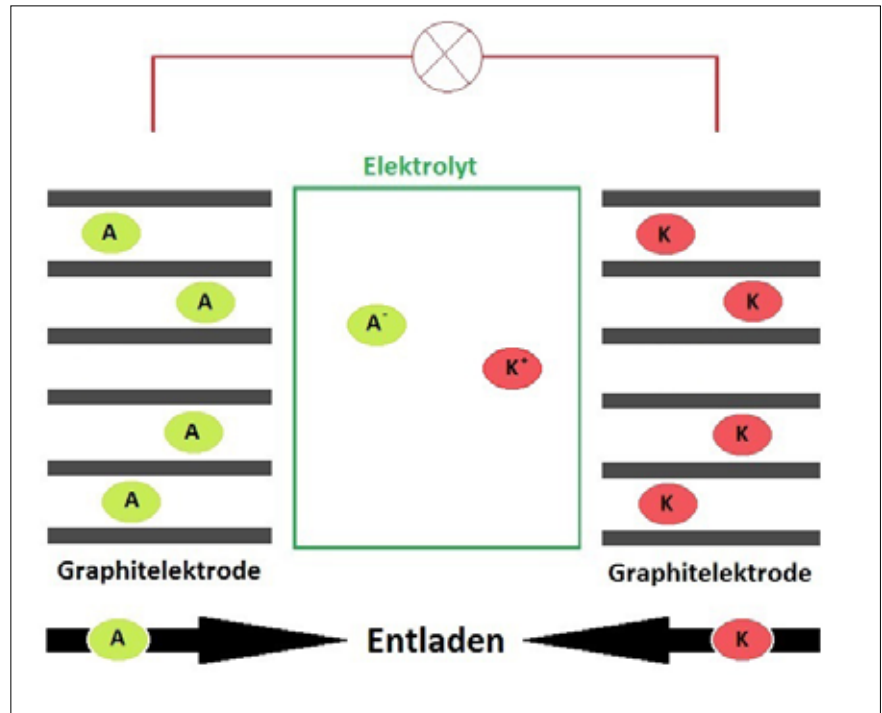 Elektrolyt
A
K
A
K
A⁻
K⁺
A
K
A
K
Graphitelektrode
Graphitelektrode
A
Entladen
K